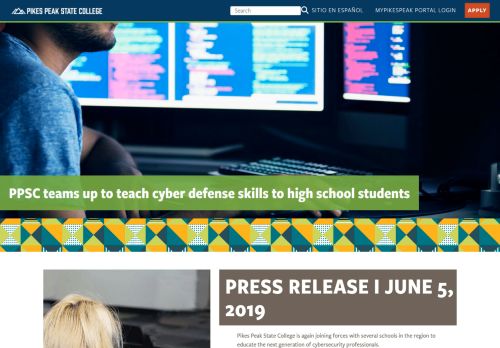 PIKES PEAK STATE COLLEGE
Search
SITIO EN ESPAÑOL
MYPIKESPEAK PORTAL LOGIN
APPLY
PPSC teams up to teach cyber defense skills to high school students
PRESS RELEASE I JUNE 5,
2019
Pikes Peak State College is again joining forces with several schools in the region to
educate the next generation of cybersecurity professionals.